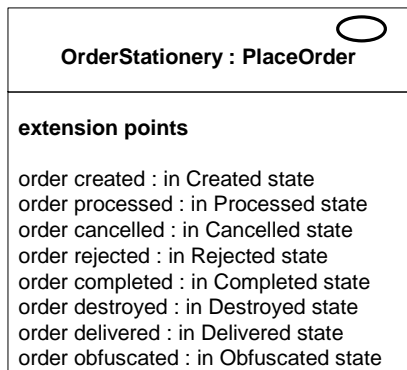 OrderStationery : PlaceOrder
extension points
order created : in Created state
order processed : in Processed state
order cancelled : in Cancelled state
order rejected : in Rejected state
order completed : in Completed state
order destroyed : in Destroyed state
order delivered : in Delivered state
order obfuscated : in Obfuscated state